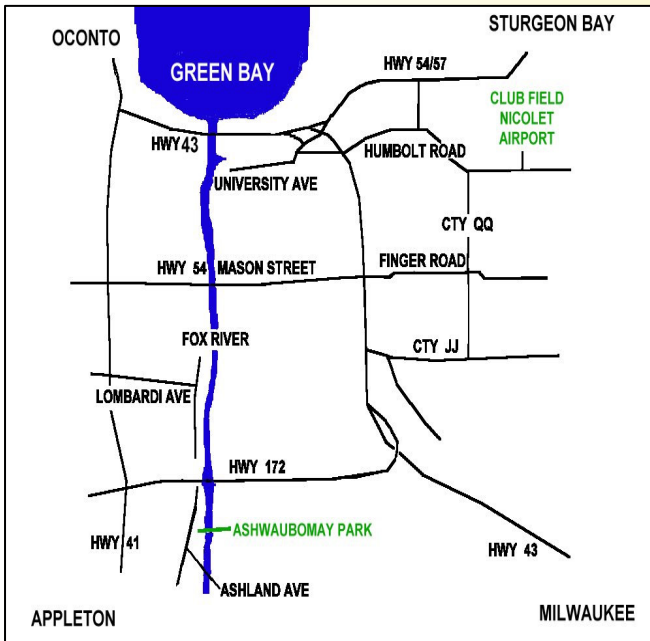 STURGEON BAY
OCONTO
GREEN BAY
HWY 54/57
CLUB FIELD
NICOLET
AIRPORT
HWY 43
HUMBOLT ROAD
UNIVERSITY AVE
CTY QQ
HWY 54 MASON STREET
FINGER ROAD
FOX RIVER
CTY JJ
LOMBARDI AVE
HWY 172
ASHWAUBOMAY PARK
HWY 41
HWY 43
ASHLAND AVE
APPLETON
MILWAUKEE